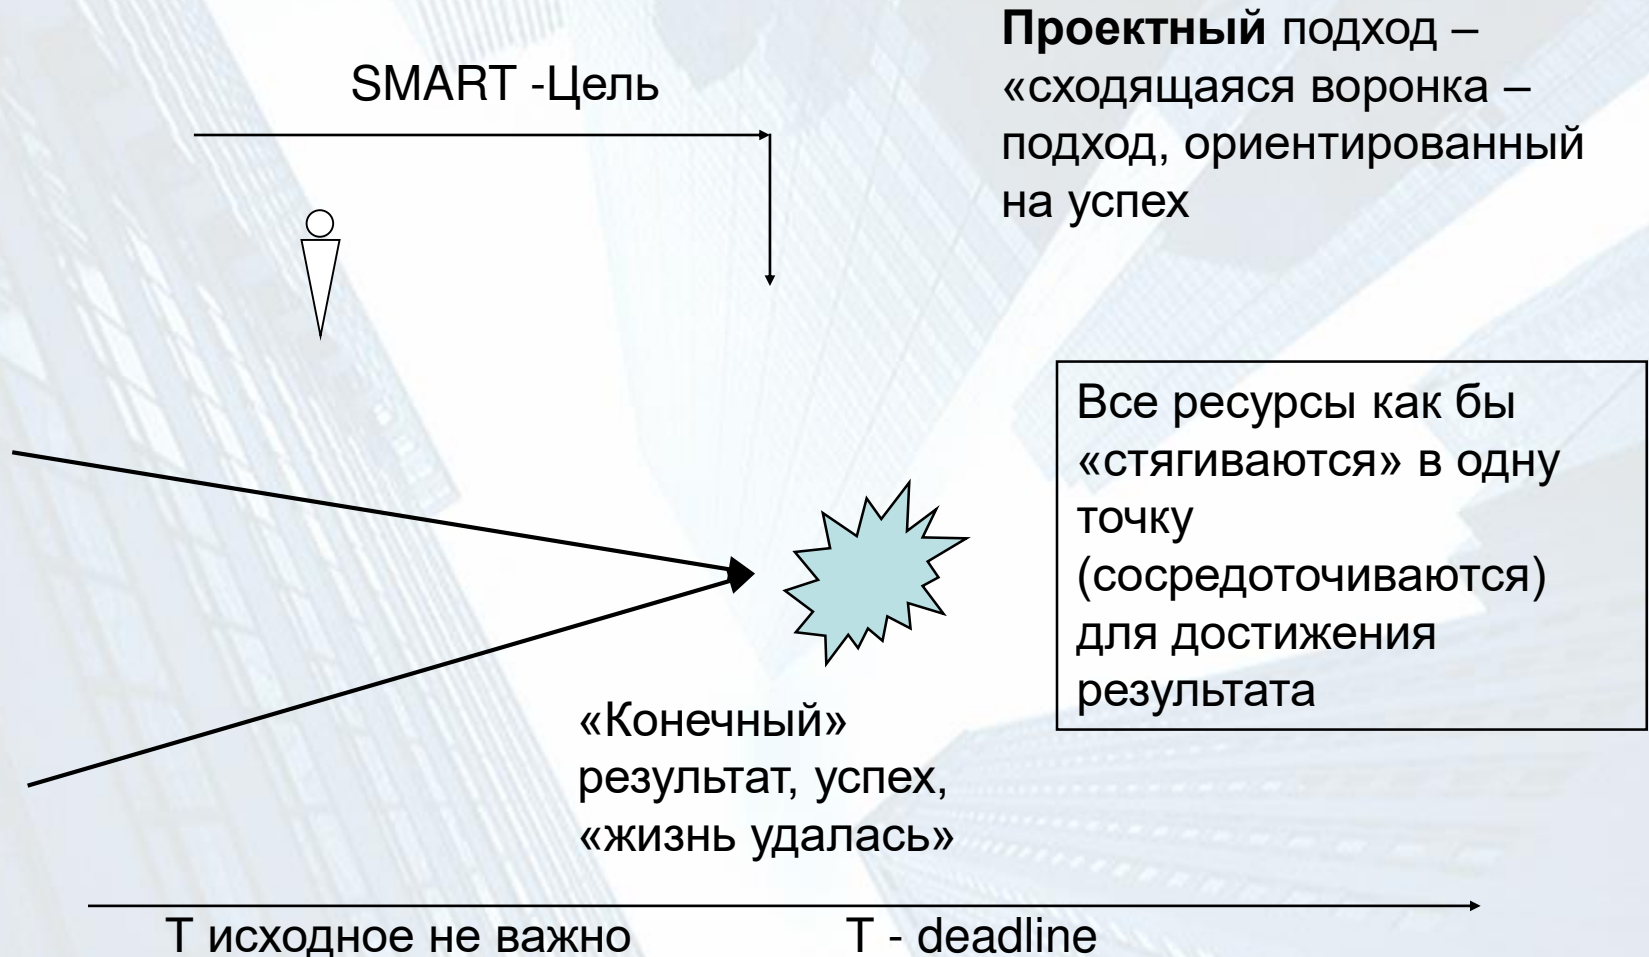 Проектный подход –
«сходящаяся воронка –
подход, ориентированный
на успех
SMART -Цель
Все ресурсы как бы
«стягиваются» в одну
точку
(сосредоточиваются)
для достижения
результата
«Конечный»
результат, успех,
«жизнь удалась»
Т исходное не важно
Т - deadline